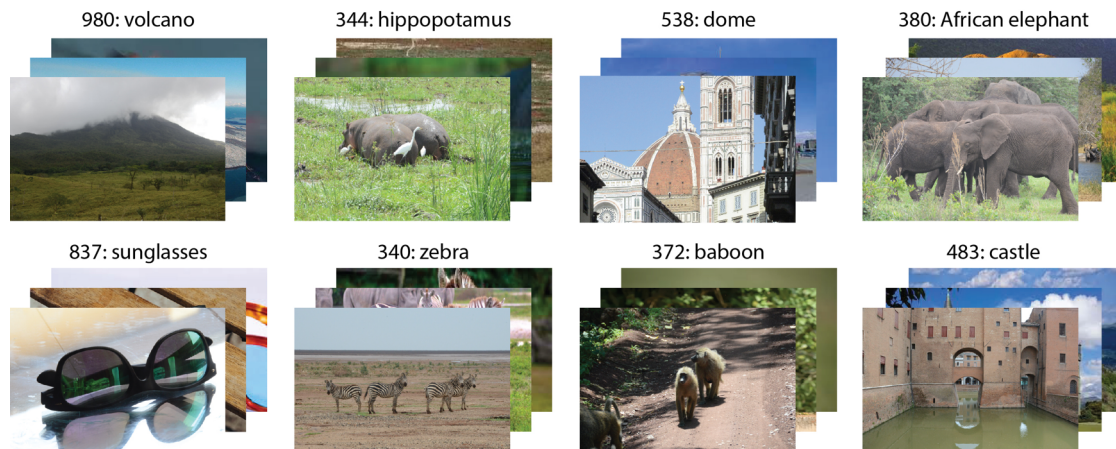 980: volcano
344: hippopotamus
538: dome
380: African elephant
837: sunglasses
340: zebra
372: baboon
483: castle